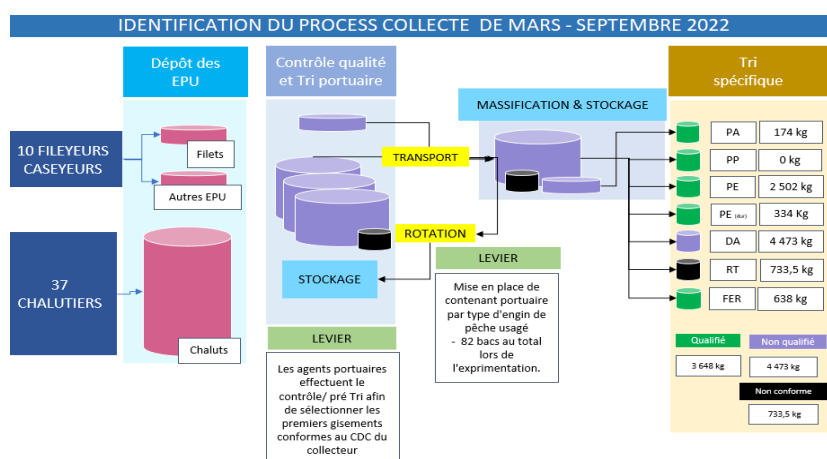 IDENTIFICATION DU PROCESS COLLECTE DE MARS - SEPTEMBRE 2022
Dépôt des
EPU
Contrôle qualité
et Tri portuaire
Tri
spécifique
MASSIFICATION & STOCKAGE
10 FILEYEURS
CASEYEURS
Filets
Autres EPU
37
CHALUTIERS
Chaluts
TRANSPORT
ROTATION
STOCKAGE
LEVIER
Les agents portuaires
effectuent le
contrôle/ pré Tri afin
de sélectionner les
premiers gisements
conformes au CDC du
collecteur
LEVIER
Mise en place de
contenant portuaire
par type d'engin de
pêche usagé
- 82 bacs au total
lors de
l'exprimentation.
PA 174 kg
PP 0 kg
PE 2 502 kg
PE (dur) 334 Kg
DA 4 473 kg
RT 733,5 kg
FER 638 kg
Qualifié Non qualifié
3 648 kg 4 473 kg
Non conforme
733,5 kg